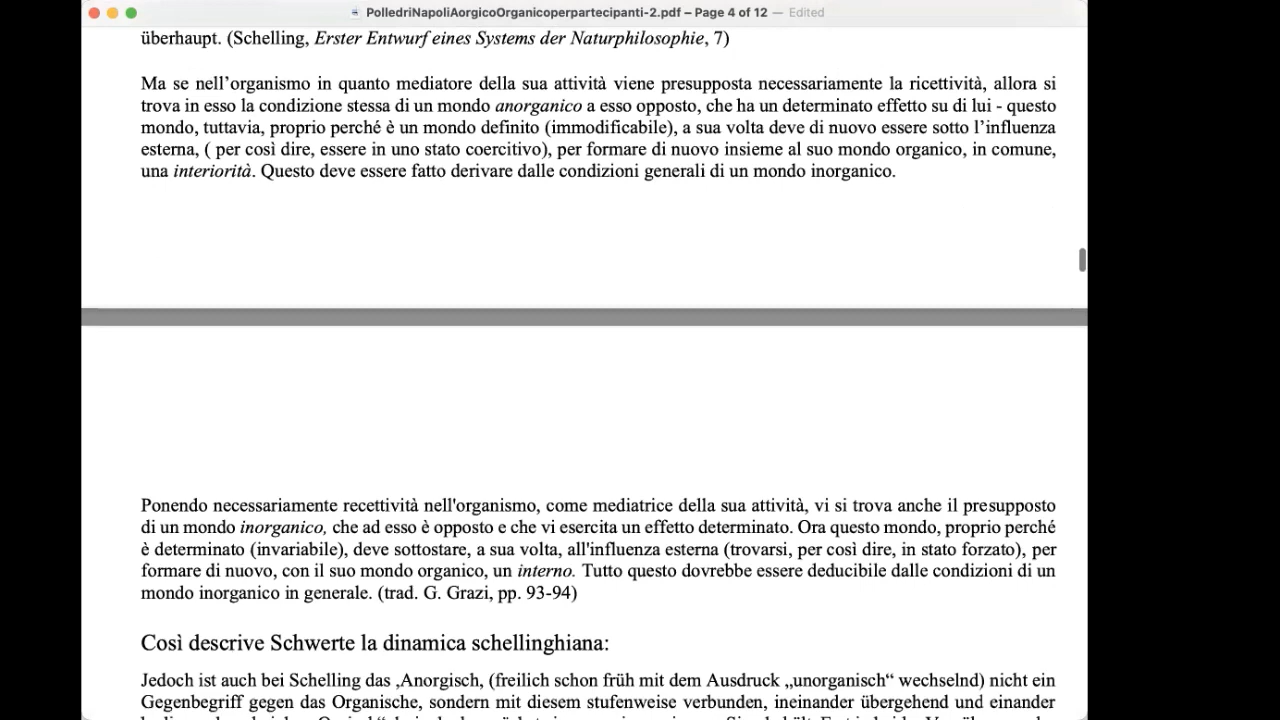 PolledriNapoliAorgicoOrganicoperpartecipanti-2.pdf – Page 4 of 12 — Edited
überhaupt. (Schelling, Erster Entwurf eines Systems der Naturphilosophie, 7)
Ma se nell’organismo in quanto mediatore della sua attività viene presupposta necessariamente la ricettività, allora si
trova in esso la condizione stessa di un mondo anorganico a esso opposto, che ha un determinato effetto su di lui - questo
mondo, tuttavia, proprio perché è un mondo definito (immodificabile), a sua volta deve di nuovo essere sotto l’influenza
esterna, ( per così dire, essere in uno stato coercitivo), per formare di nuovo insieme al suo mondo organico, in comune,
una interiorità. Questo deve essere fatto derivare dalle condizioni generali di un mondo inorganico.
Ponendo necessariamente recettività nell'organismo, come mediatrice della sua attività, vi si trova anche il presupposto
di un mondo inorganico, che ad esso è opposto e che vi esercita un effetto determinato. Ora questo mondo, proprio perché
è determinato (invariabile), deve sottostare, a sua volta, all'influenza esterna (trovarsi, per così dire, in stato forzato), per
formare di nuovo, con il suo mondo organico, un interno. Tutto questo dovrebbe essere deducibile dalle condizioni di un
mondo inorganico in generale. (trad. G. Grazi, pp. 93-94)
Così descrive Schwerte la dinamica schellinghiana:
Jedoch ist auch bei Schelling das ‚Anorgisch, (freilich schon früh mit dem Ausdruck „unorganisch“ wechselnd) nicht ein
Gegenbegriff gegen das Organische, sondern mit diesem stufenweise verbunden, ineinander übergehend und einander